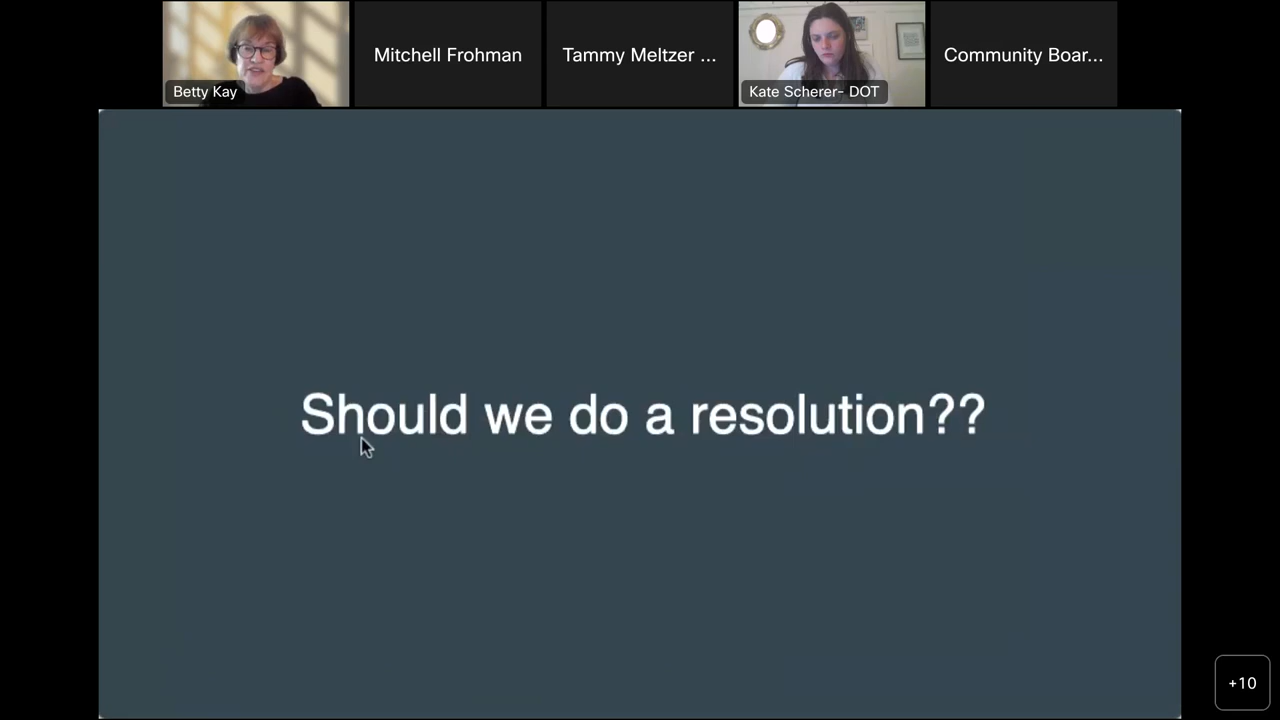 Betty Kay
Mitchell Frohman
Tammy Meltzer ...
Kate Scherer- DOT
Community Boar...
Should we do a resolution??
+10